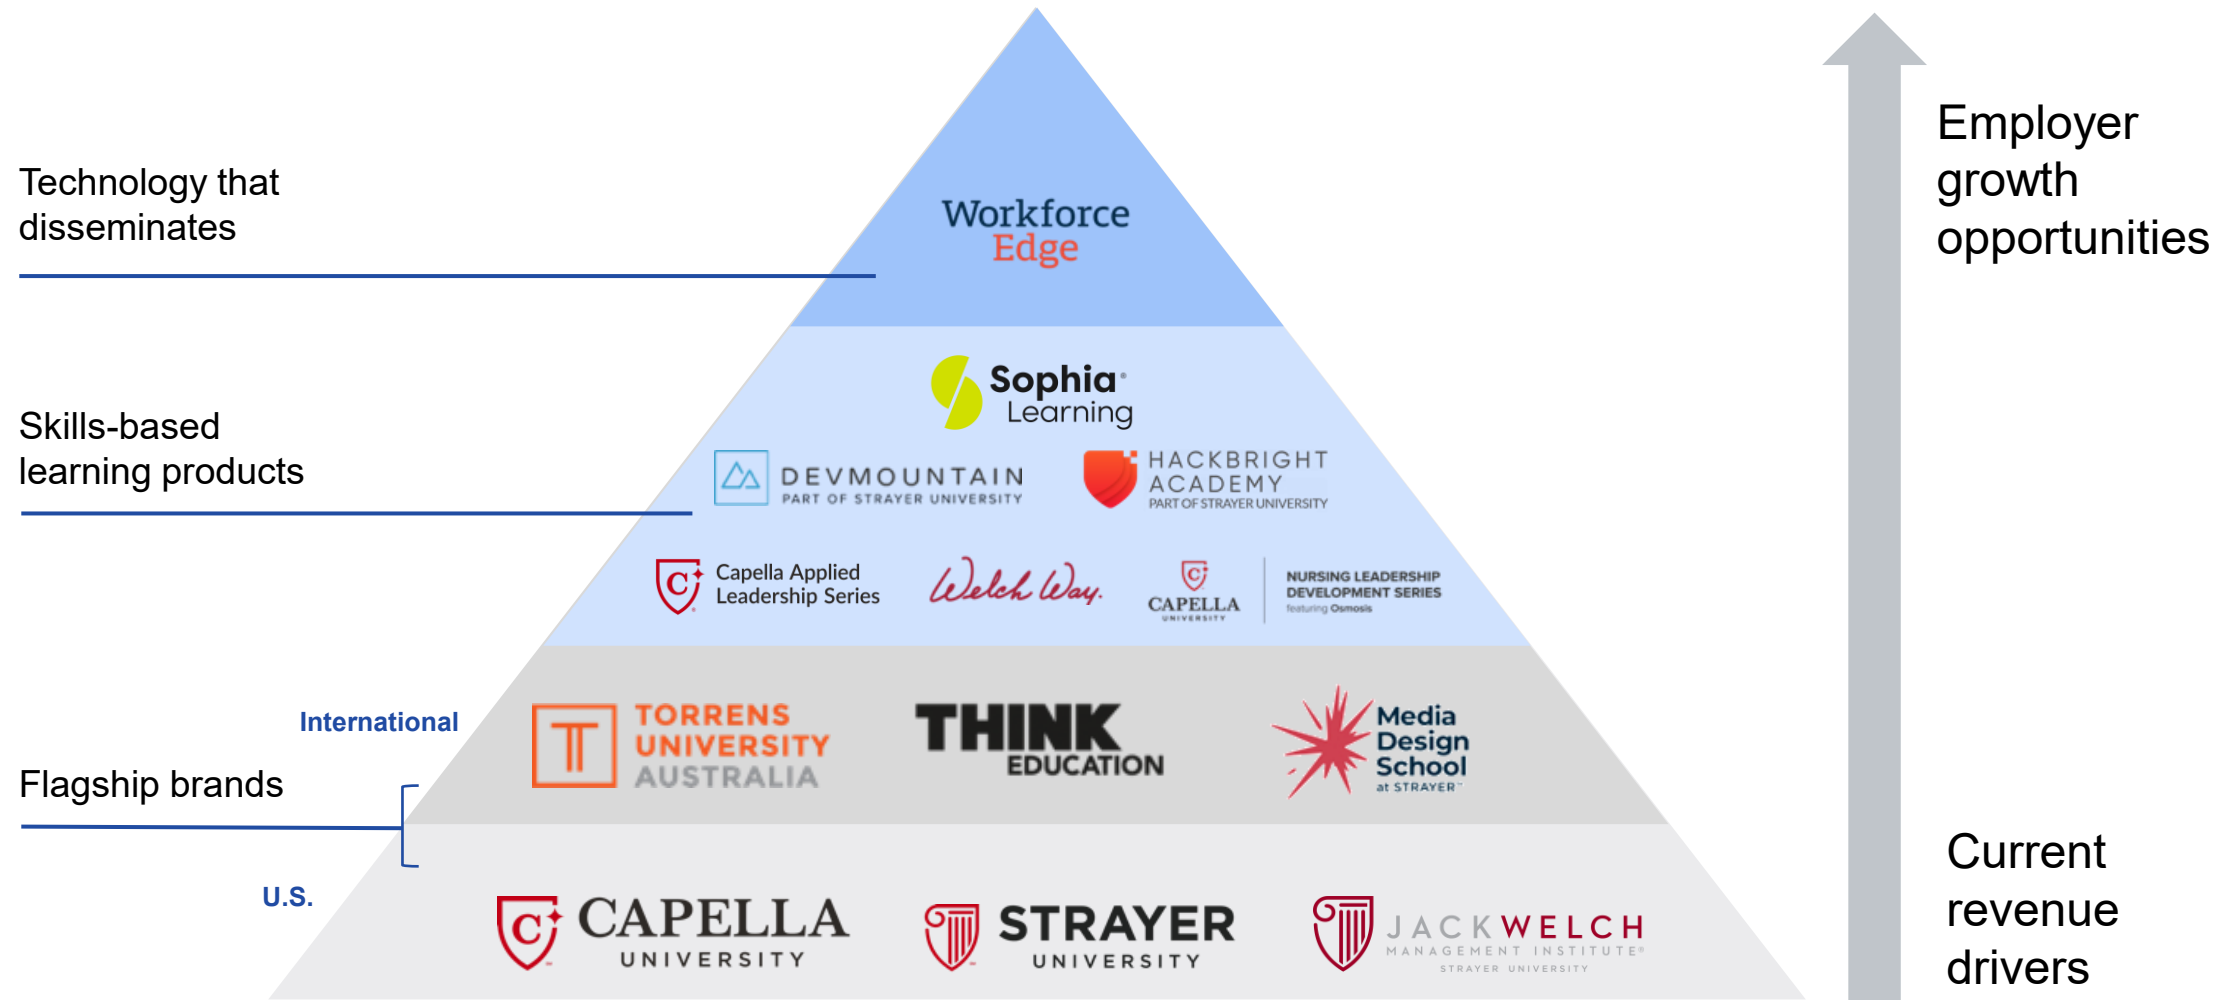 Technology that
disseminates
Workforce
Edge
Employer
growth
opportunities
Skills-based
learning products
Sophia®
Learning
DEVMOUNTAIN
PART OF STRAYER UNIVERSITY
HACKBRIGHT
ACADEMY
PART OF STRAYER UNIVERSITY
C
Capella Applied
Leadership Series
Welch Way.
C
CAPELLA
UNIVERSITY
NURSING LEADERSHIP
DEVELOPMENT SERIES
featuring Osmosis
International
Flagship brands
U.S.
TORRENS
UNIVERSITY
AUSTRALIA
THINK
EDUCATION
Media
Design
School
at STRAYER™
C
CAPELLA
UNIVERSITY
STRAYER
UNIVERSITY
JACK WELCH
MANAGEMENT INSTITUTE®
STRAYER UNIVERSITY
Current
revenue
drivers